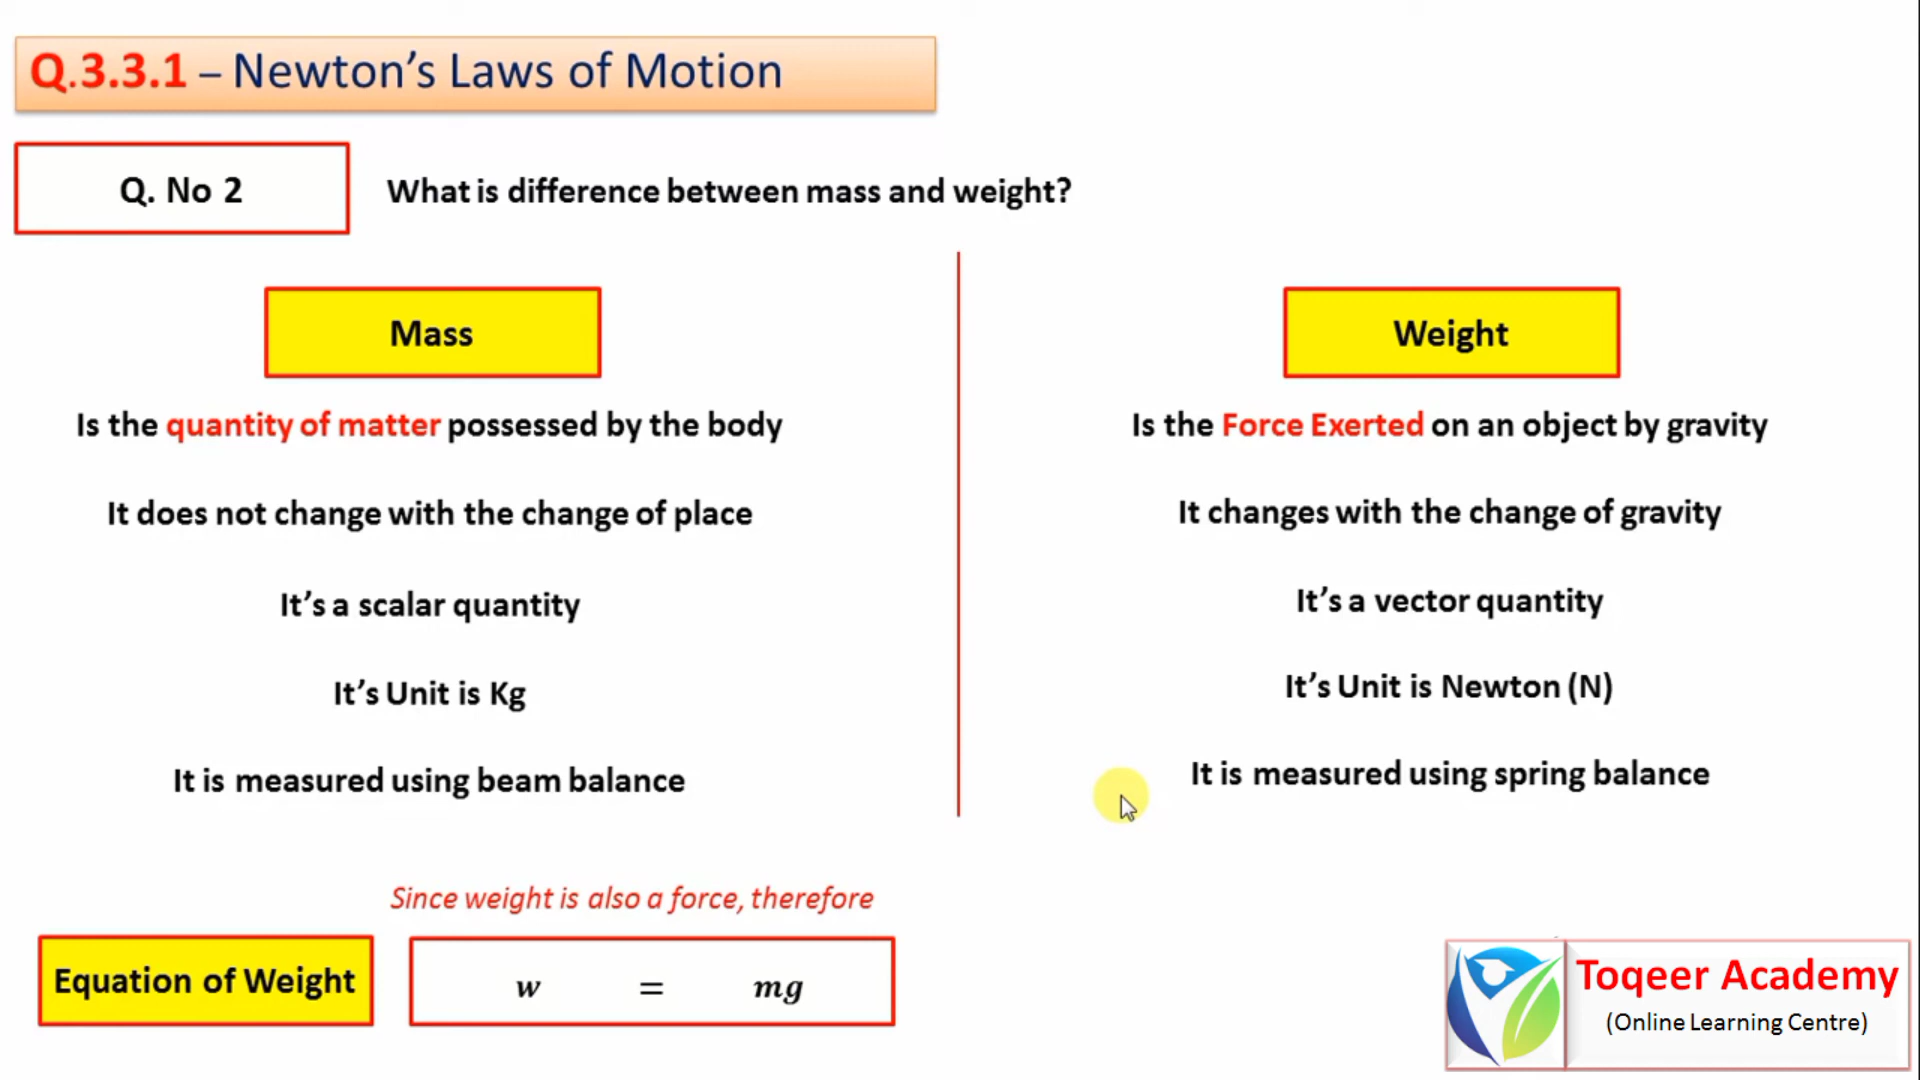 Q.3.3.1 – Newton's Laws of Motion
Q. No 2
What is difference between mass and weight?
Mass
Is the quantity of matter possessed by the body
It does not change with the change of place
It's a scalar quantity
It's Unit is Kg
It is measured using beam balance
Weight
Is the Force Exerted on an object by gravity
It changes with the change of gravity
It's a vector quantity
It's Unit is Newton (N)
It is measured using spring balance
Since weight is also a force, therefore
Equation of Weight
w = mg
Toqeer Academy
(Online Learning Centre)